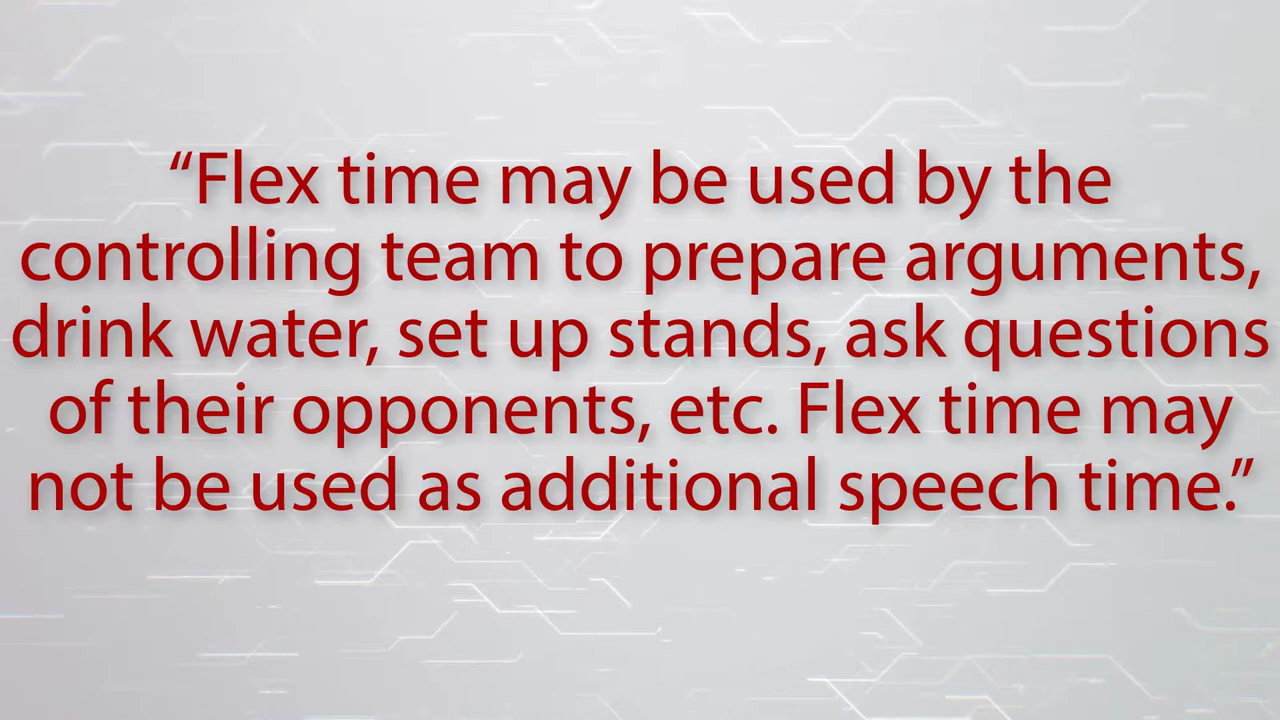 “Flex time may be used by the
controlling team to prepare arguments,
drink water, set up stands, ask questions
of their opponents, etc. Flex time may
not be used as additional speech time.”